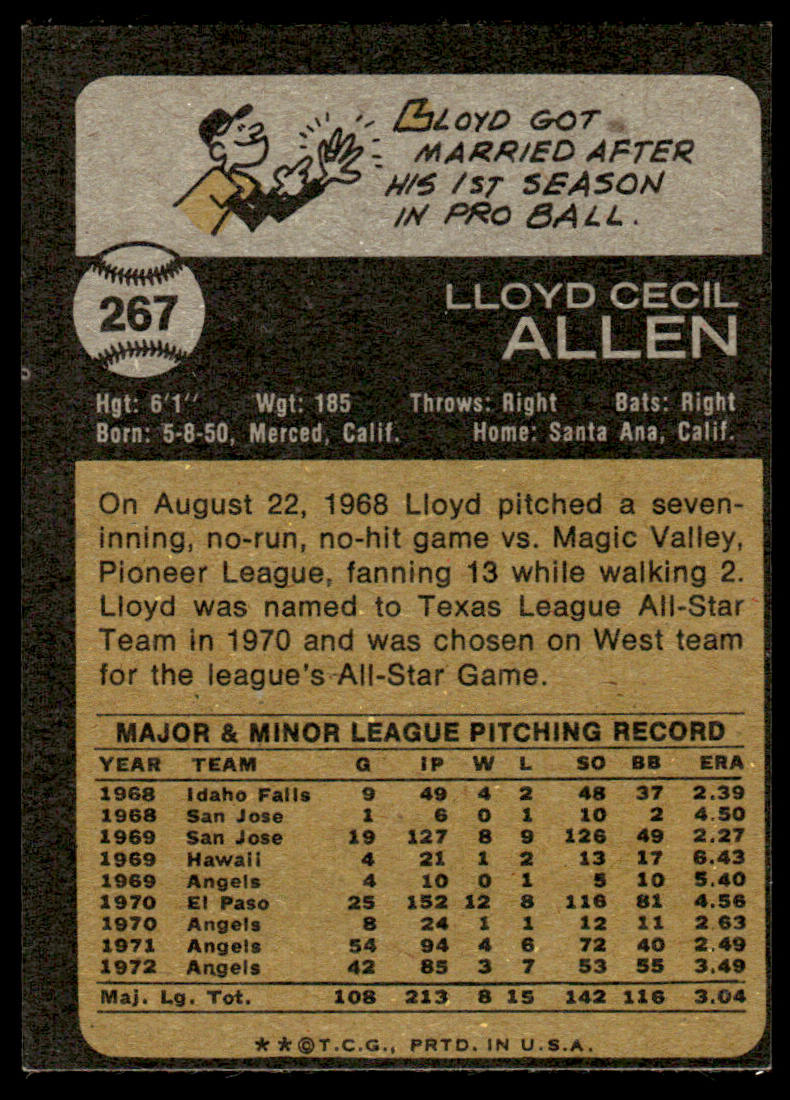 LLOYD GOT
MARRIED AFTER
HIS 1ST SEASON
IN PRO BALL.
267
LLOYD CECIL
ALLEN
Hgt: 6'1" Wgt: 185 Throws: Right Bats: Right
Born: 5-8-50, Merced, Calif. Home: Santa Ana, Calif.
On August 22, 1968 Lloyd pitched a seven-
inning, no-run, no-hit game vs. Magic Valley,
Pioneer League, fanning 13 while walking 2.
Lloyd was named to Texas League All-Star
Team in 1970 and was chosen on West team
for the league's All-Star Game.
MAJOR & MINOR LEAGUE PITCHING RECORD
YEAR TEAM G IP W L SO BB ERA
1968 Idaho Falls 9 49 4 2 48 37 2.39
1968 San Jose 1 6 0 1 10 2 4.50
1969 San Jose 19 127 8 9 126 49 2.27
1969 Hawaii 4 21 1 2 13 17 6.43
1969 Angels 4 10 0 1 5 10 5.40
1970 El Paso 25 152 12 8 116 81 4.56
1970 Angels 8 24 1 1 12 11 2.63
1971 Angels 54 94 4 6 72 40 2.49
1972 Angels 42 85 3 7 53 55 3.49
Maj. Lg. Tot. 108 213 8 15 142 116 3.04
**©T.C.G., PRTD. IN U.S.A.